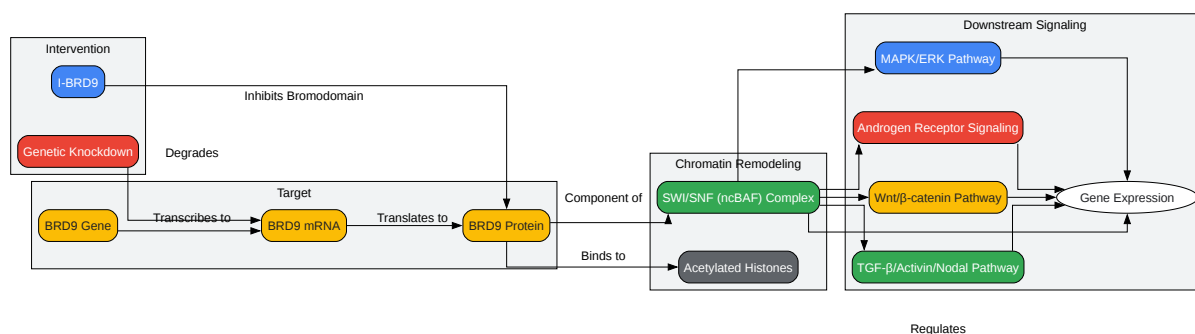 Downstream Signaling
Intervention
MAPK/ERK Pathway
I-BRD9
Inhibits Bromodomain
Androgen Receptor Signaling
Genetic Knockdown
Degrades
Chromatin Remodeling
Target
Component of
SWI/SNF (ncBAF) Complex
Wnt/β-catenin Pathway
Gene Expression
BRD9 Gene
Transcribes to
BRD9 mRNA
Translates to
BRD9 Protein
Binds to
Acetylated Histones
TGF-β/Activin/Nodal Pathway
Regulates